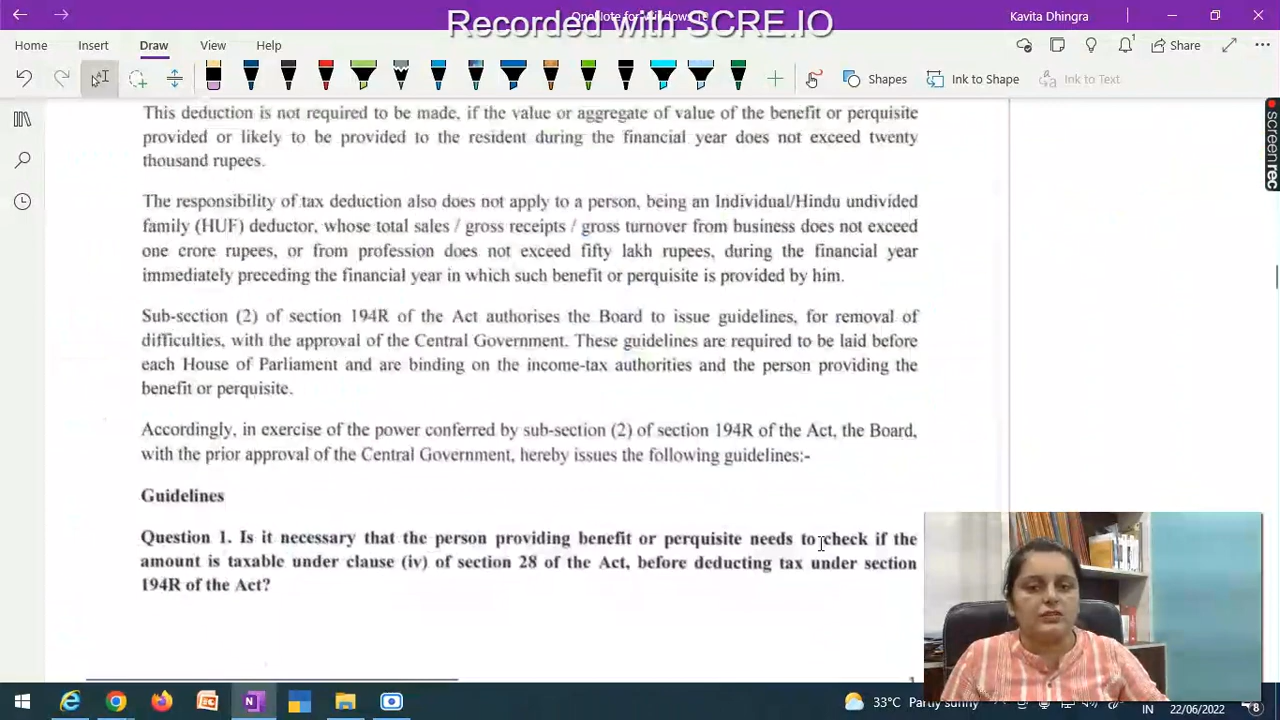 Recorded with SCRE.IO
Kavita Dhingra
Home Insert Draw View Help
Share
Shapes Ink to Shape Ink to Text
This deduction is not required to be made, if the value or aggregate of value of the benefit or perquisite
provided or likely to be provided to the resident during the financial year does not exceed twenty
thousand rupees.
The responsibility of tax deduction also does not apply to a person, being an Individual/Hindu undivided
family (HUF) deductor, whose total sales / gross receipts / gross turnover from business does not exceed
one crore rupees, or from profession does not exceed fifty lakh rupees, during the financial year
immediately preceding the financial year in which such benefit or perquisite is provided by him.
Sub-section (2) of section 194R of the Act authorises the Board to issue guidelines, for removal of
difficulties, with the approval of the Central Government. These guidelines are required to be laid before
each House of Parliament and are binding on the income-tax authorities and the person providing the
benefit or perquisite.
Accordingly, in exercise of the power conferred by sub-section (2) of section 194R of the Act, the Board,
with the prior approval of the Central Government, hereby issues the following guidelines:-
Guidelines
Question 1. Is it necessary that the person providing benefit or perquisite needs to check if the
amount is taxable under clause (iv) of section 28 of the Act, before deducting tax under section
194R of the Act?
screenrec
33°C Partly sunny
IN 22/06/2022 8